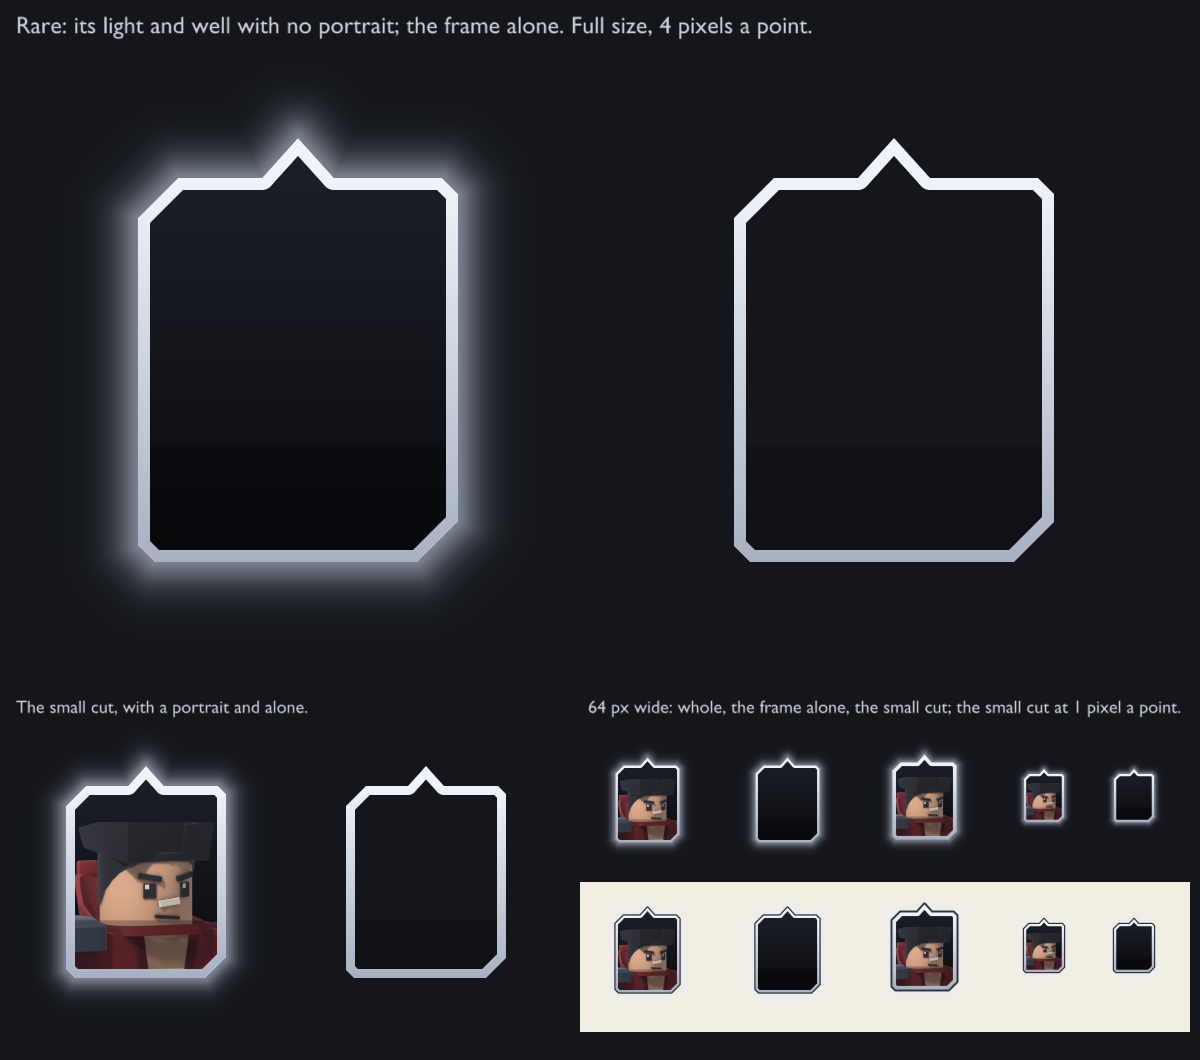 Rare: its light and well with no portrait; the frame alone. Full size, 4 pixels a point.
The small cut, with a portrait and alone.
64 px wide: whole, the frame alone, the small cut; the small cut at 1 pixel a point.